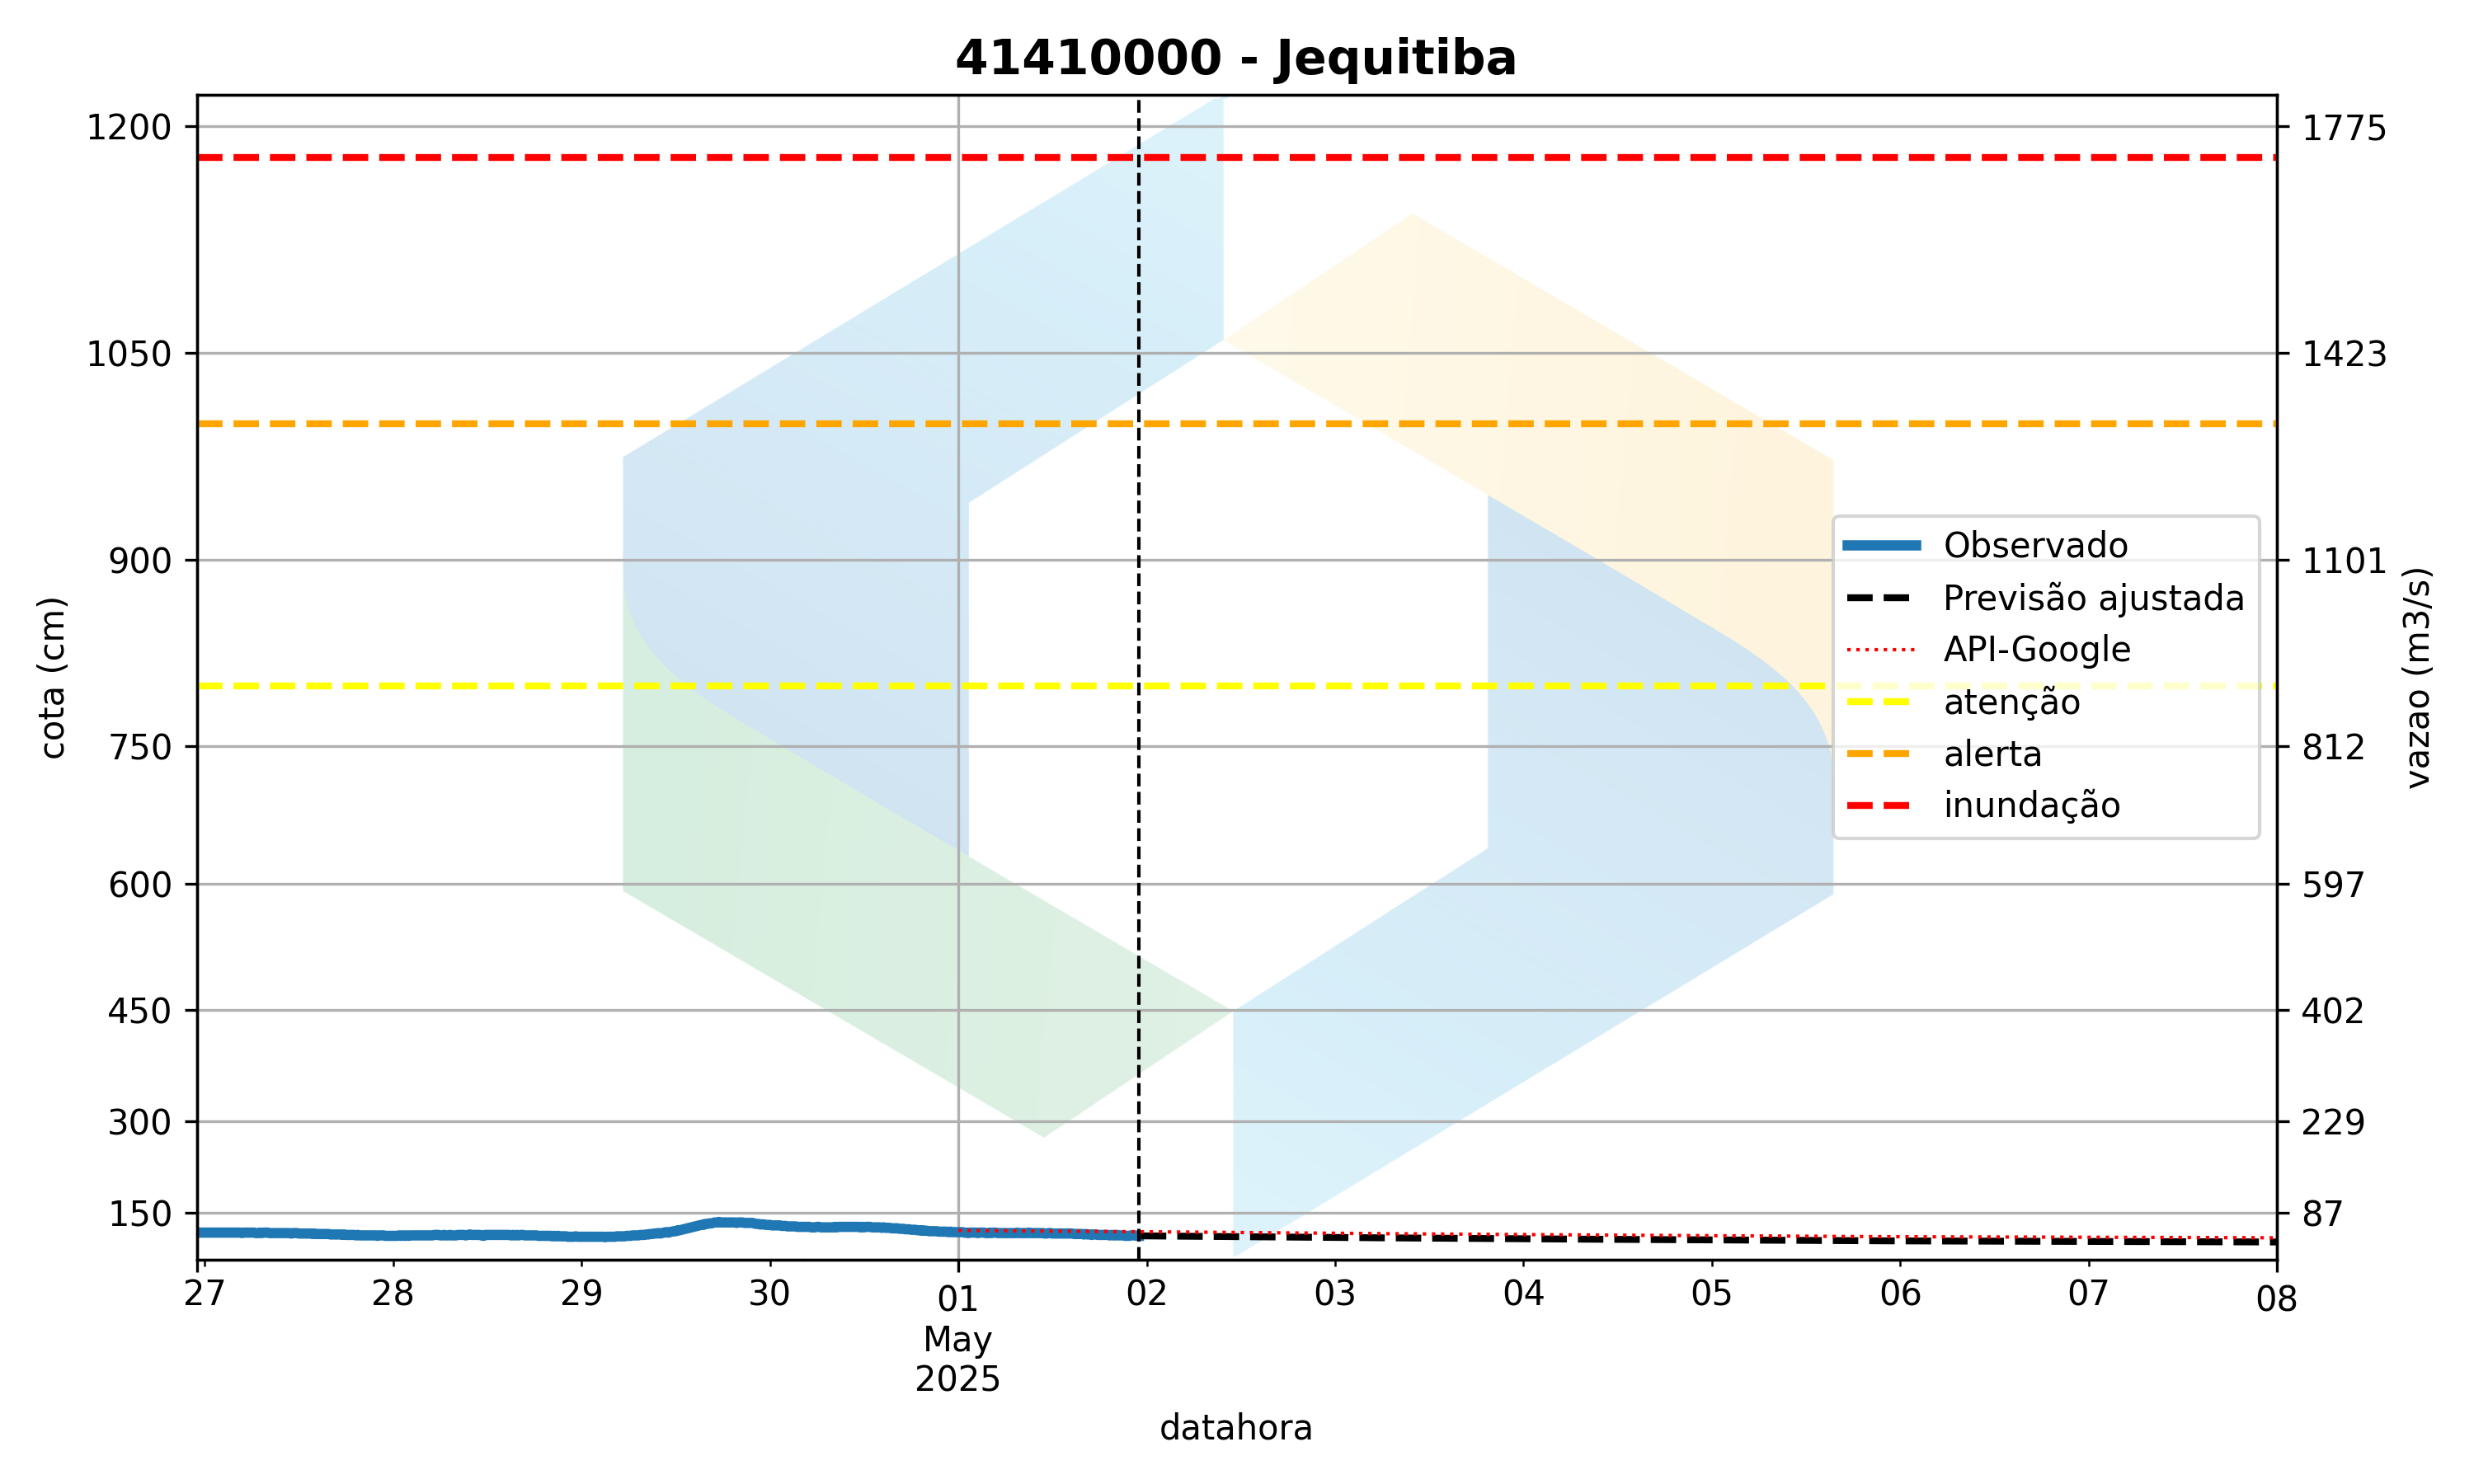 41410000 - Jequitiba
1200
1050
900
750
600
450
300
150
cota (cm)
1775
1423
1101
812
597
402
229
87
vazao (m3/s)
Observado
Previsão ajustada
API-Google
atenção
alerta
inundação
27 28 29 30 01 02 03 04 05 06 07 08
May
2025
datahora